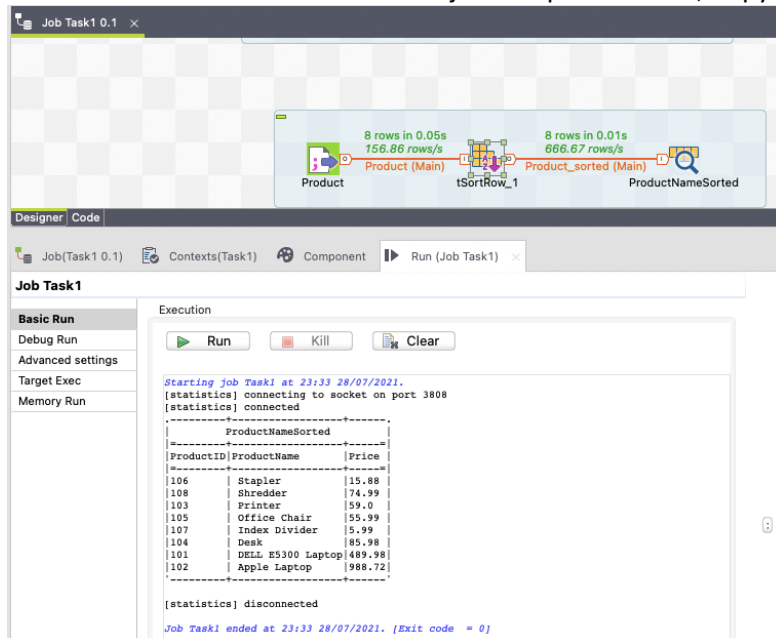 Job Task1 0.1
8 rows in 0.05s
156.86 rows/s
Product (Main)
8 rows in 0.01s
666.67 rows/s
Product_sorted (Main)
Product
tSortRow_1
ProductNameSorted
Designer Code
Job(Task1 0.1) Contexts(Task1) Component Run (Job Task1)
Job Task1
Basic Run
Debug Run
Advanced settings
Target Exec
Memory Run
Execution
Run Kill Clear
Starting job Task1 at 23:33 28/07/2021.
[statistics] connecting to socket on port 3808
[statistics] connected
.---------+------------------+------.
| ProductNameSorted |
|=--------+------------------+-----=|
|ProductID|ProductName |Price |
|=--------+------------------+-----=|
|106 | Stapler |15.88 |
|108 | Shredder |74.99 |
|103 | Printer |59.0 |
|105 | Office Chair |55.99 |
|107 | Index Divider |5.99 |
|104 | Desk |85.98 |
|101 | DELL E5300 Laptop|489.98|
|102 | Apple Laptop |988.72|
'---------+------------------+------'
[statistics] disconnected
Job Task1 ended at 23:33 28/07/2021. [Exit code = 0]